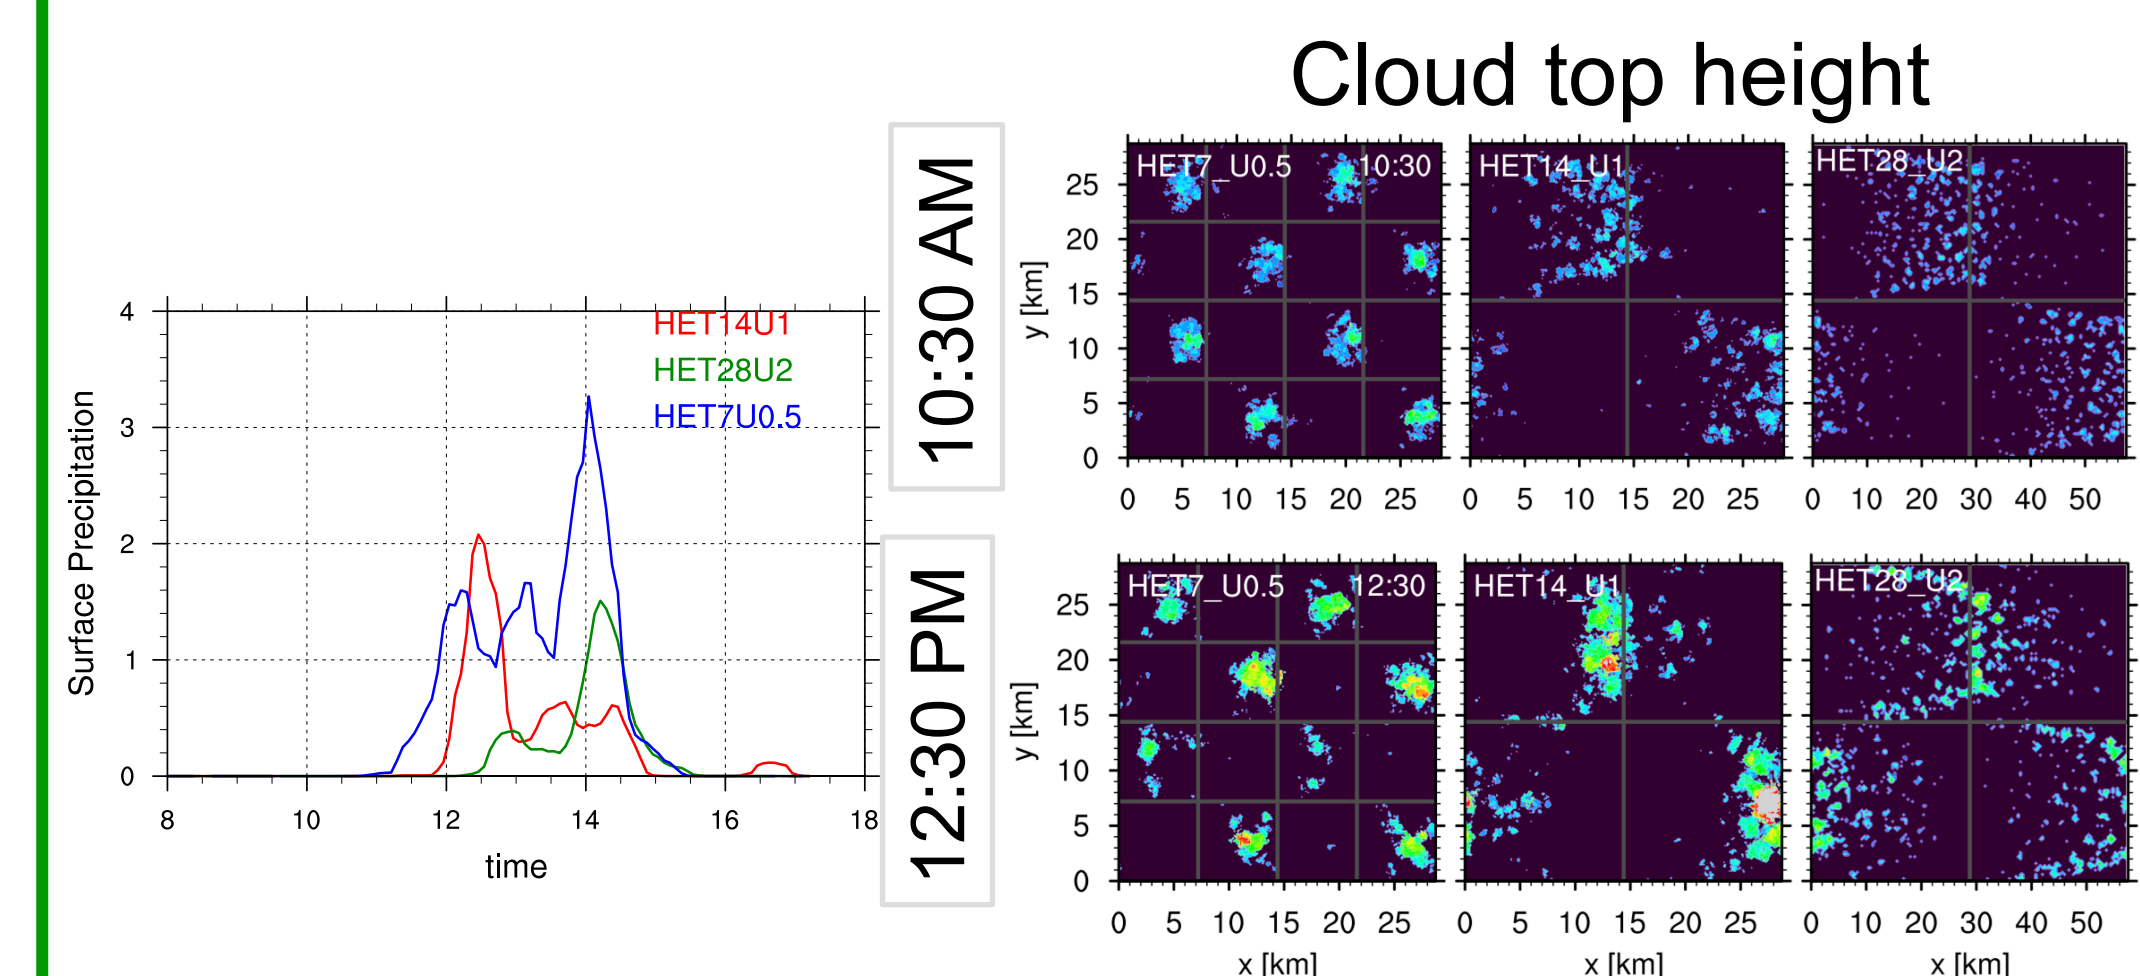 Cloud top height
10:30 AM
12:30 PM
HET14U1
HET28U2
HET7U0.5
Surface Precipitation
4
3
2
1
0
8 10 12 14 16 18
time
HET7_U0.5 10:30
HET14_U1
HET28_U2
y [km]
25
20
15
10
5
0
0 5 10 15 20 25
0 5 10 15 20 25
0 10 20 30 40 50
HET7_U0.5 12:30
HET14_U1
HET28_U2
y [km]
25
20
15
10
5
0
0 5 10 15 20 25
0 5 10 15 20 25
0 10 20 30 40 50
x [km]
x [km]
x [km]